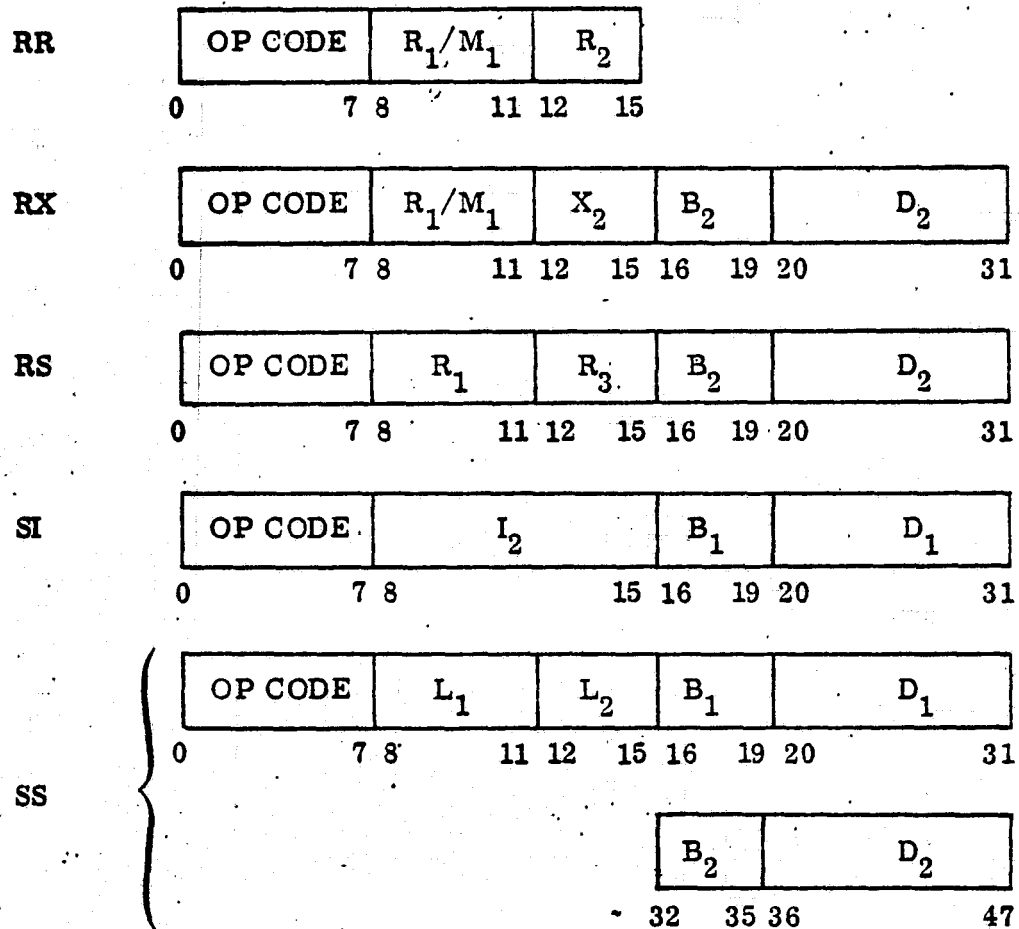 RR OP CODE R1/M1 R2
0 7 8 11 12 15
RX OP CODE R1/M1 X2 B2 D2
0 7 8 11 12 15 16 19 20 31
RS OP CODE R1 R3 B2 D2
0 7 8 11 12 15 16 19 20 31
SI OP CODE I2 B1 D1
0 7 8 15 16 19 20 31
OP CODE L1 L2 B1 D1
0 7 8 11 12 15 16 19 20 31
SS
B2 D2
32 35 36 47